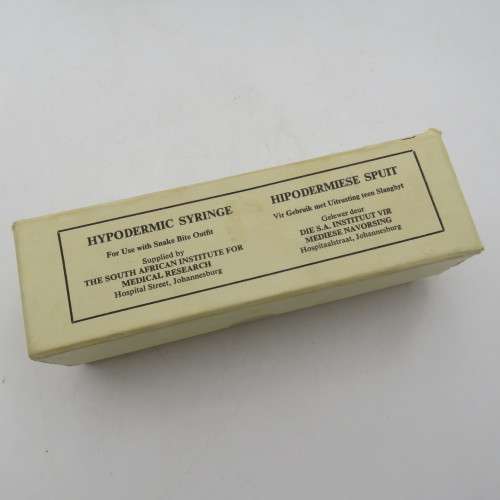 HYPODERMIC SYRINGE
For Use with Snake Bite Outfit
Supplied by
THE SOUTH AFRICAN INSTITUTE FOR
MEDICAL RESEARCH
Hospital Street, Johannesburg
HIPODERMIESE SPUIT
Vir Gebruik met Uitrusting teen Slangbyt
Gelewer deur
DIE S.A. INSTITUUT VIR
MEDIESE NAVORSING
Hospitaalstraat, Johannesburg